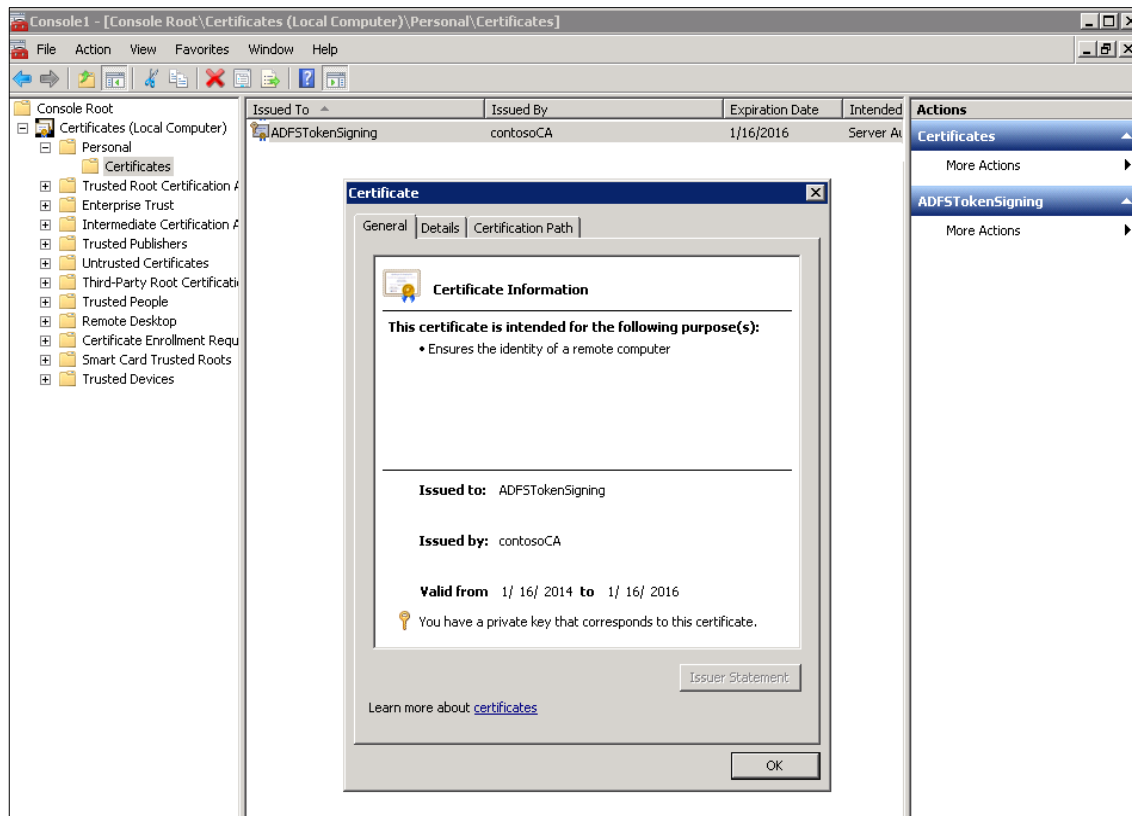 Console1 - [Console Root\Certificates (Local Computer)\Personal\Certificates]
File Action View Favorites Window Help
Console Root
Certificates (Local Computer)
Personal
Certificates
Trusted Root Certification A
Enterprise Trust
Intermediate Certification A
Trusted Publishers
Untrusted Certificates
Third-Party Root Certificati
Trusted People
Remote Desktop
Certificate Enrollment Requ
Smart Card Trusted Roots
Trusted Devices
Issued To Issued By Expiration Date Intended
ADFSTokenSigning contosoCA 1/16/2016 Server Au
Certificate
General Details Certification Path
Certificate Information
This certificate is intended for the following purpose(s):
• Ensures the identity of a remote computer
Issued to: ADFSTokenSigning
Issued by: contosoCA
Valid from 1/ 16/ 2014 to 1/ 16/ 2016
You have a private key that corresponds to this certificate.
Issuer Statement
Learn more about certificates
OK
Actions
Certificates
More Actions
ADFSTokenSigning
More Actions